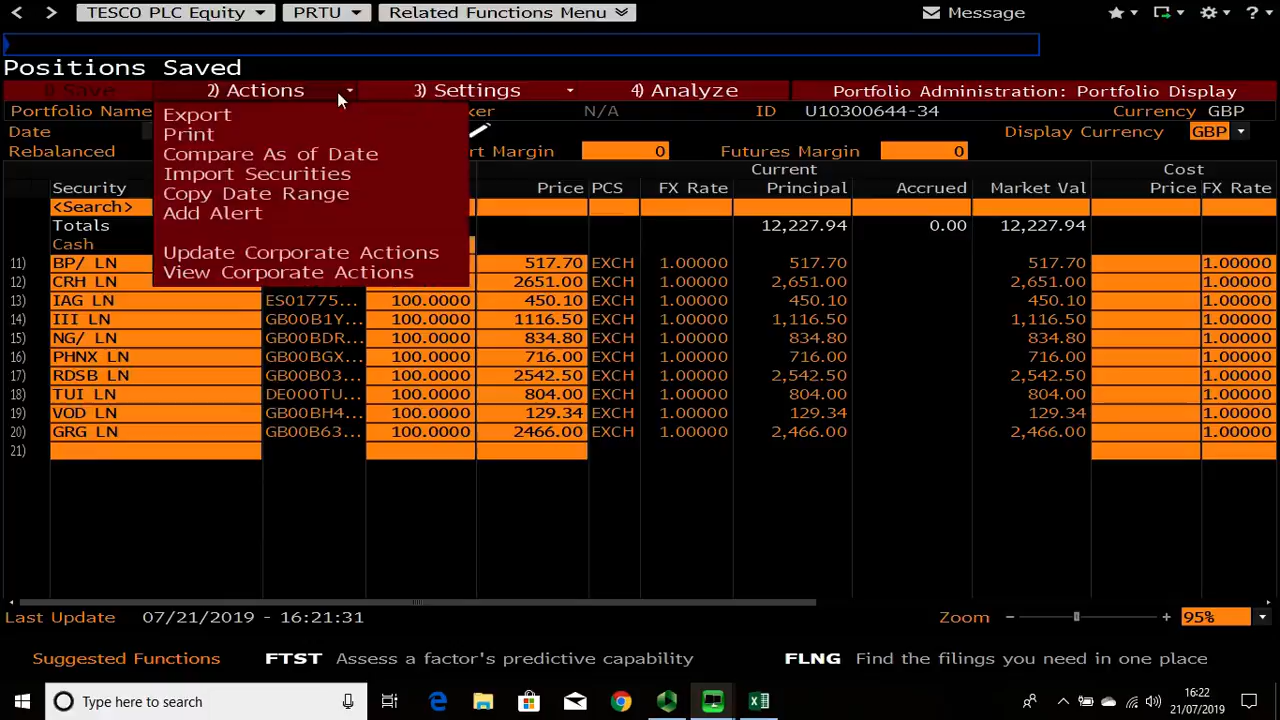 TESCO PLC Equity PRTU Related Functions Menu Message
Positions Saved
1) Save 2) Actions 3) Settings 4) Analyze Portfolio Administration: Portfolio Display
Portfolio Name N/A ID U10300644-34 Currency GBP
Date Display Currency GBP
Rebalanced Margin 0 Futures Margin 0
Export
Print
Compare As of Date
Import Securities
Copy Date Range
Add Alert
Update Corporate Actions
View Corporate Actions
Current Cost
Security Price PCS FX Rate Principal Accrued Market Val Price FX Rate
<Search>
Totals 12,227.94 0.00 12,227.94
Cash
11) BP/ LN 517.70 EXCH 1.00000 517.70 517.70 1.00000
12) CRH LN 2651.00 EXCH 1.00000 2,651.00 2,651.00 1.00000
13) IAG LN ES01775... 100.0000 450.10 EXCH 1.00000 450.10 450.10 1.00000
14) III LN GB00B1Y... 100.0000 1116.50 EXCH 1.00000 1,116.50 1,116.50 1.00000
15) NG/ LN GB00BDR... 100.0000 834.80 EXCH 1.00000 834.80 834.80 1.00000
16) PHNX LN GB00BGX... 100.0000 716.00 EXCH 1.00000 716.00 716.00 1.00000
17) RDSB LN GB00B03... 100.0000 2542.50 EXCH 1.00000 2,542.50 2,542.50 1.00000
18) TUI LN DE000TU... 100.0000 804.00 EXCH 1.00000 804.00 804.00 1.00000
19) VOD LN GB00BH4... 100.0000 129.34 EXCH 1.00000 129.34 129.34 1.00000
20) GRG LN GB00B63... 100.0000 2466.00 EXCH 1.00000 2,466.00 2,466.00 1.00000
21)
Last Update 07/21/2019 - 16:21:31 Zoom - + 95%
Suggested Functions FTST Assess a factor's predictive capability FLNG Find the filings you need in one place
Type here to search
16:22
21/07/2019